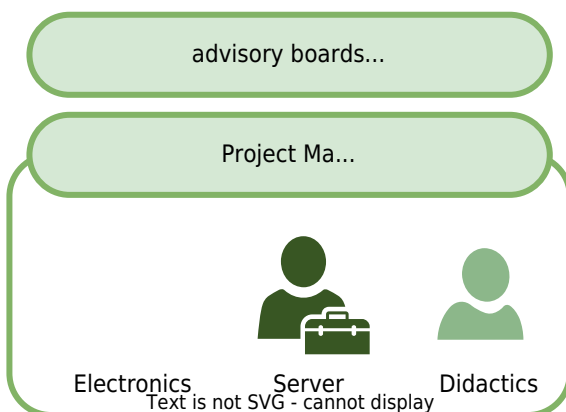 advisory boards...
Project Ma...
Electronics Server Didactics
Text is not SVG - cannot display